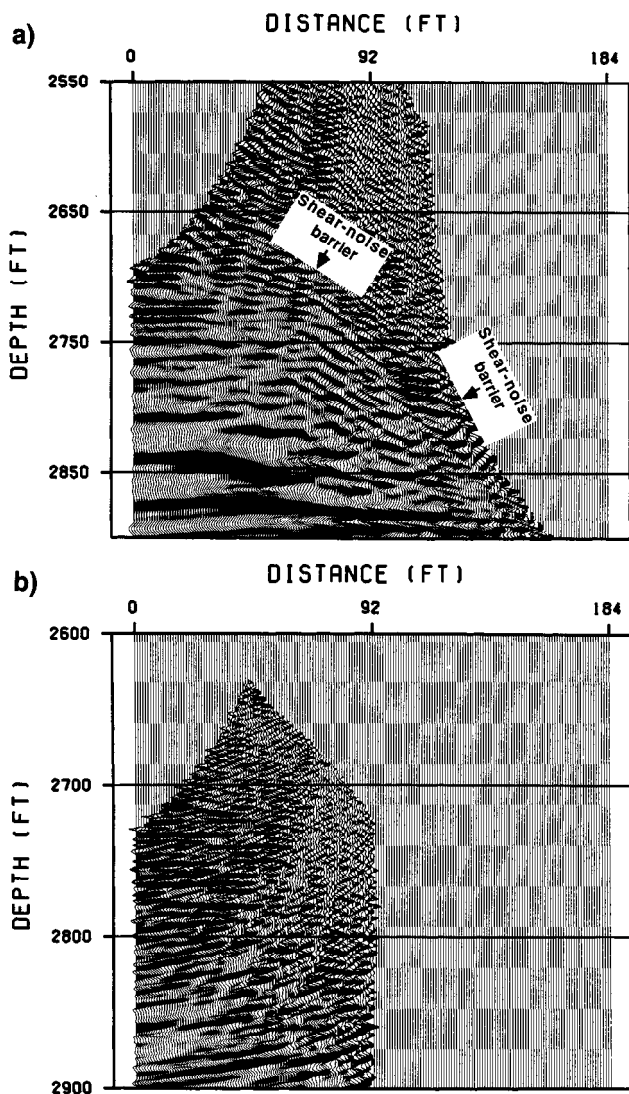 a)
DISTANCE (FT)
0 92 184
2550
2650
2750
2850
DEPTH (FT)
Shear-noise
barrier
Shear-noise
barrier
b)
DISTANCE (FT)
0 92 184
2600
2700
2800
2900
DEPTH (FT)